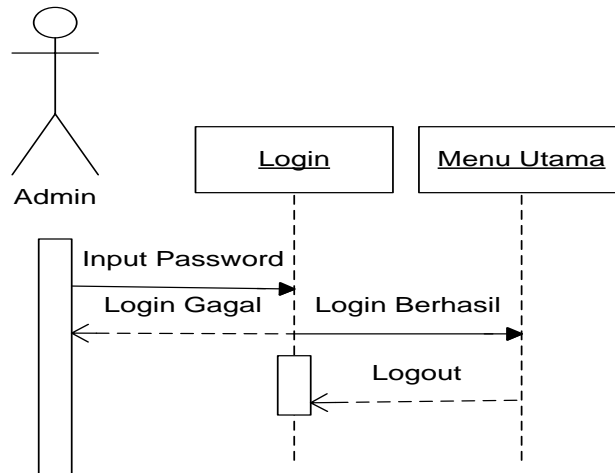 Login
Menu Utama
Admin
Input Password
Login Gagal
Login Berhasil
Logout